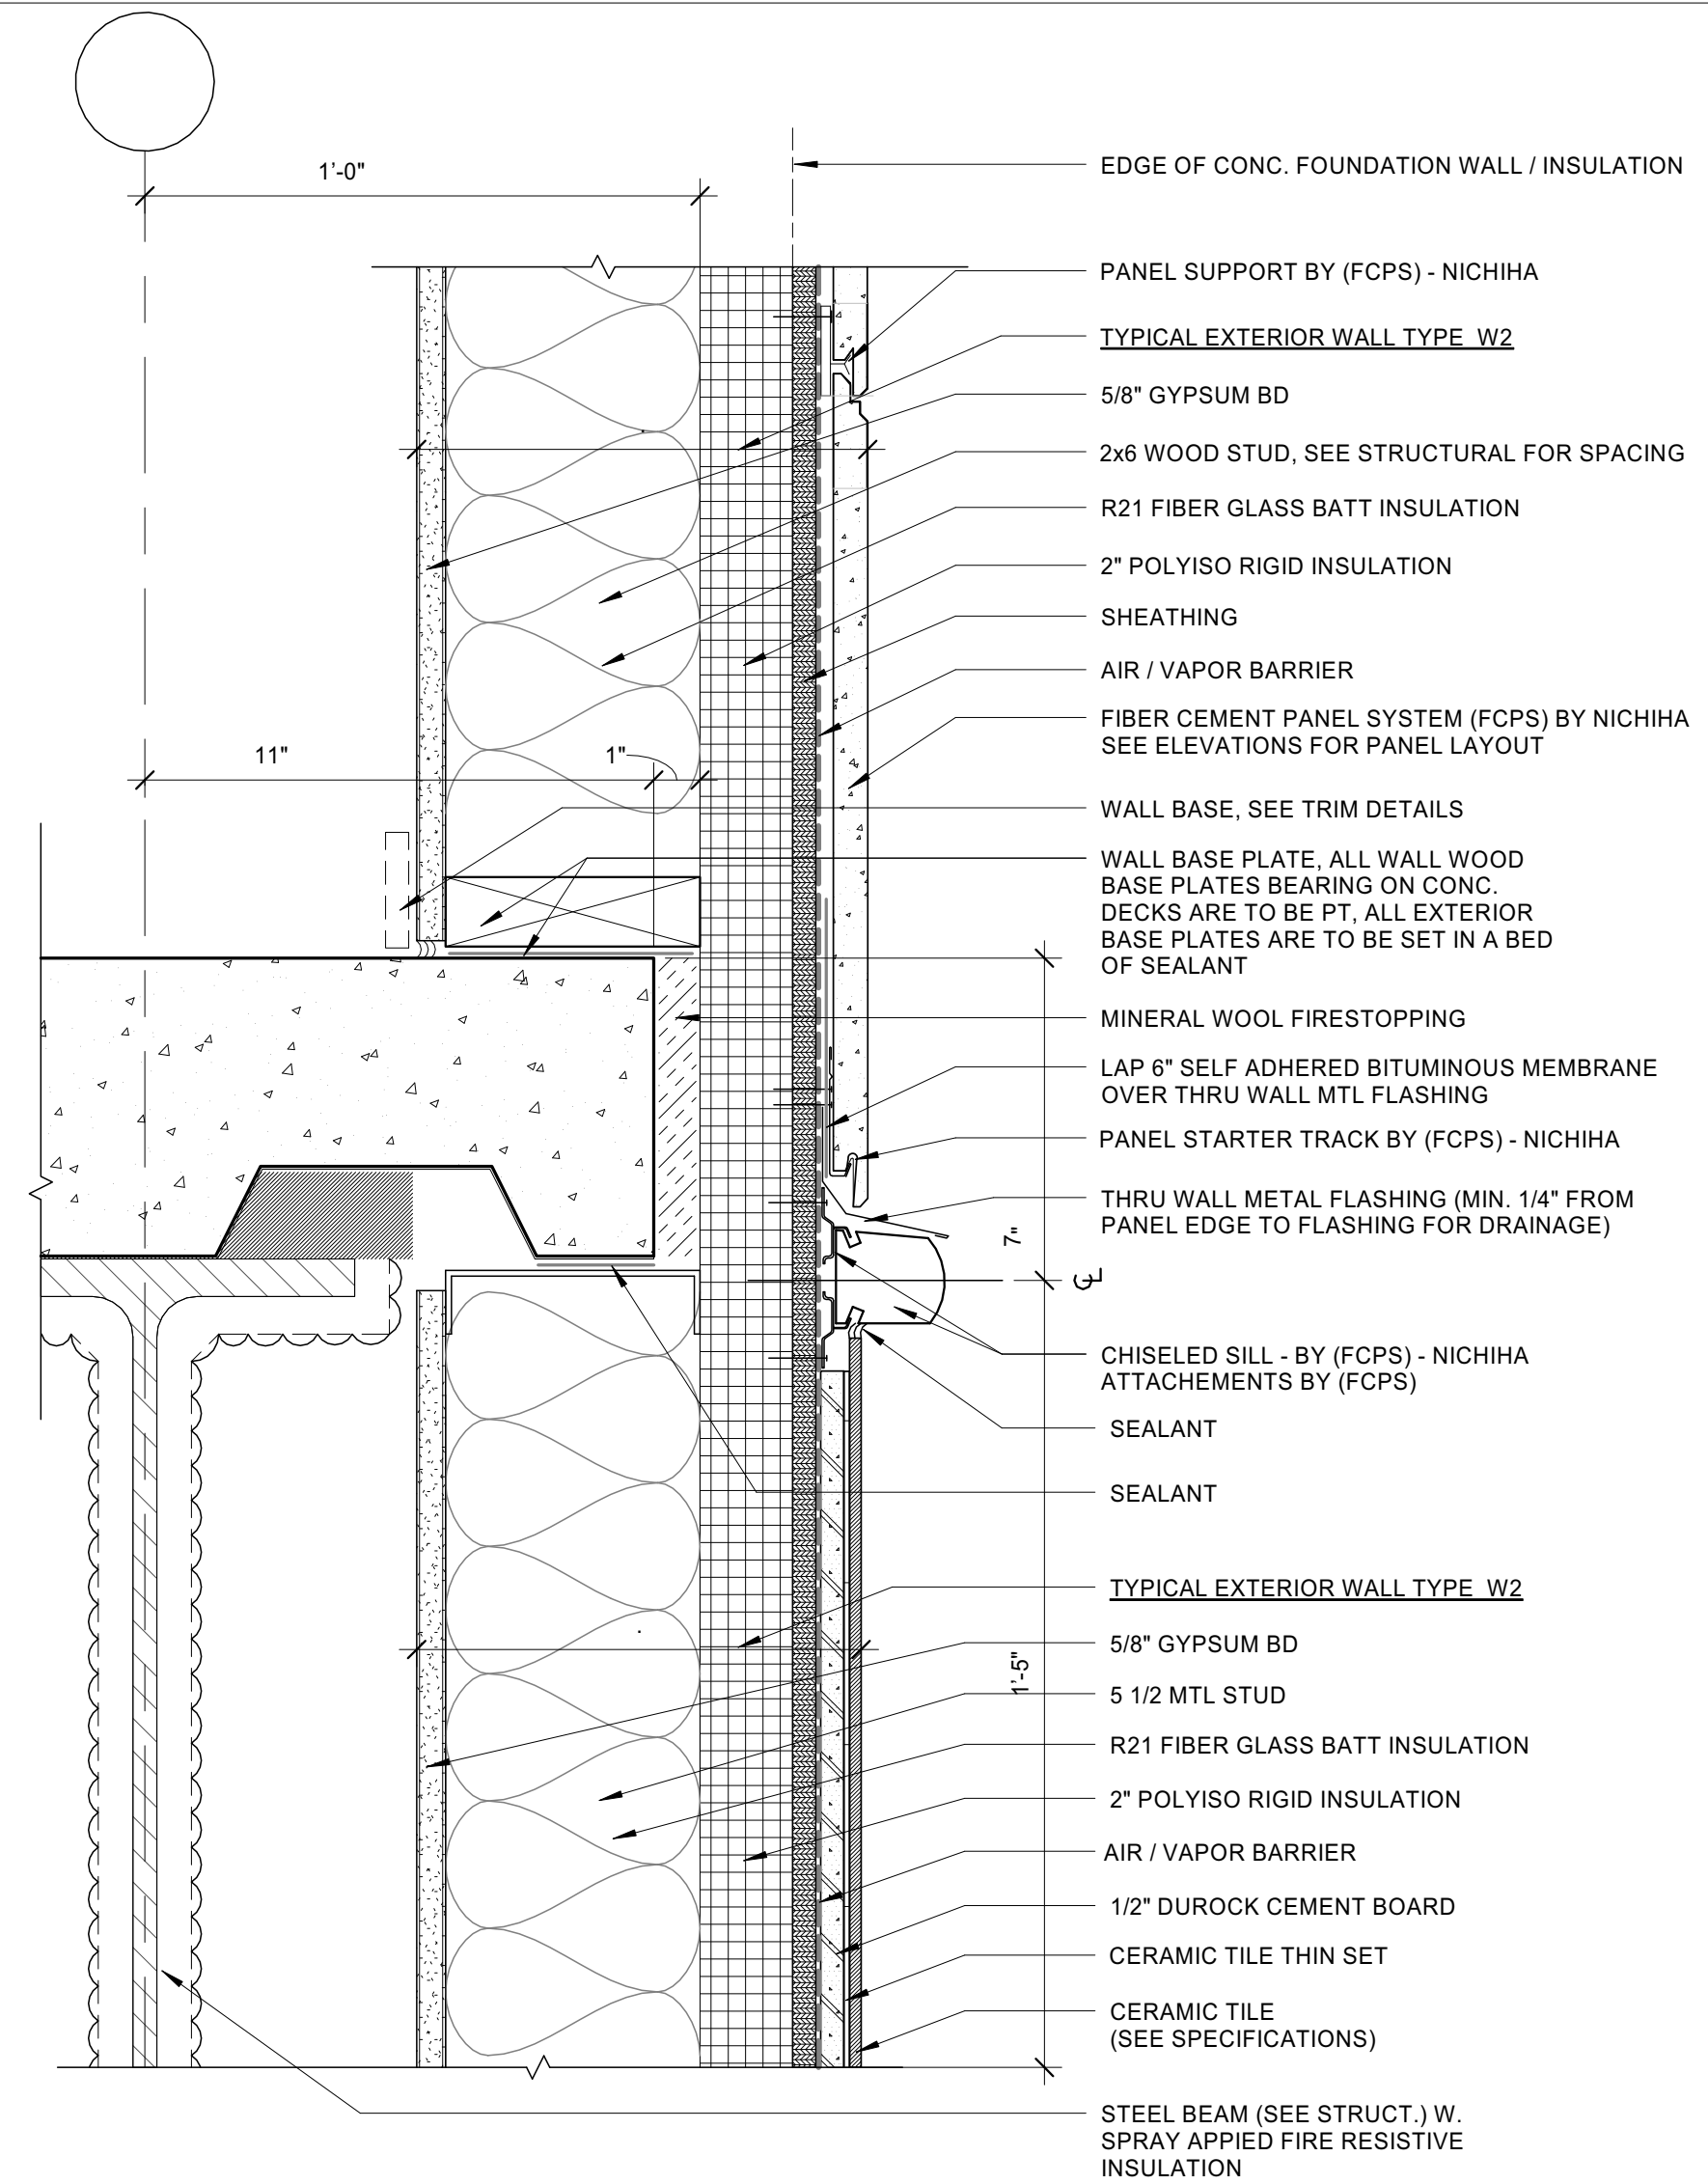 1'-0"
EDGE OF CONC. FOUNDATION WALL / INSULATION
PANEL SUPPORT BY (FCPS) - NICHIHA
TYPICAL EXTERIOR WALL TYPE W2
5/8" GYPSUM BD
2x6 WOOD STUD, SEE STRUCTURAL FOR SPACING
R21 FIBER GLASS BATT INSULATION
2" POLYISO RIGID INSULATION
SHEATHING
AIR / VAPOR BARRIER
FIBER CEMENT PANEL SYSTEM (FCPS) BY NICHIHA
SEE ELEVATIONS FOR PANEL LAYOUT
11"
1"
WALL BASE, SEE TRIM DETAILS
WALL BASE PLATE, ALL WALL WOOD
BASE PLATES BEARING ON CONC.
DECKS ARE TO BE PT, ALL EXTERIOR
BASE PLATES ARE TO BE SET IN A BED
OF SEALANT
MINERAL WOOL FIRESTOPPING
LAP 6" SELF ADHERED BITUMINOUS MEMBRANE
OVER THRU WALL MTL FLASHING
PANEL STARTER TRACK BY (FCPS) - NICHIHA
THRU WALL METAL FLASHING (MIN. 1/4" FROM
PANEL EDGE TO FLASHING FOR DRAINAGE)
7"
CL
CHISELED SILL - BY (FCPS) - NICHIHA
ATTACHEMENTS BY (FCPS)
SEALANT
SEALANT
TYPICAL EXTERIOR WALL TYPE W2
5/8" GYPSUM BD
1'-5"
5 1/2 MTL STUD
R21 FIBER GLASS BATT INSULATION
2" POLYISO RIGID INSULATION
AIR / VAPOR BARRIER
1/2" DUROCK CEMENT BOARD
CERAMIC TILE THIN SET
CERAMIC TILE
(SEE SPECIFICATIONS)
STEEL BEAM (SEE STRUCT.) W.
SPRAY APPIED FIRE RESISTIVE
INSULATION